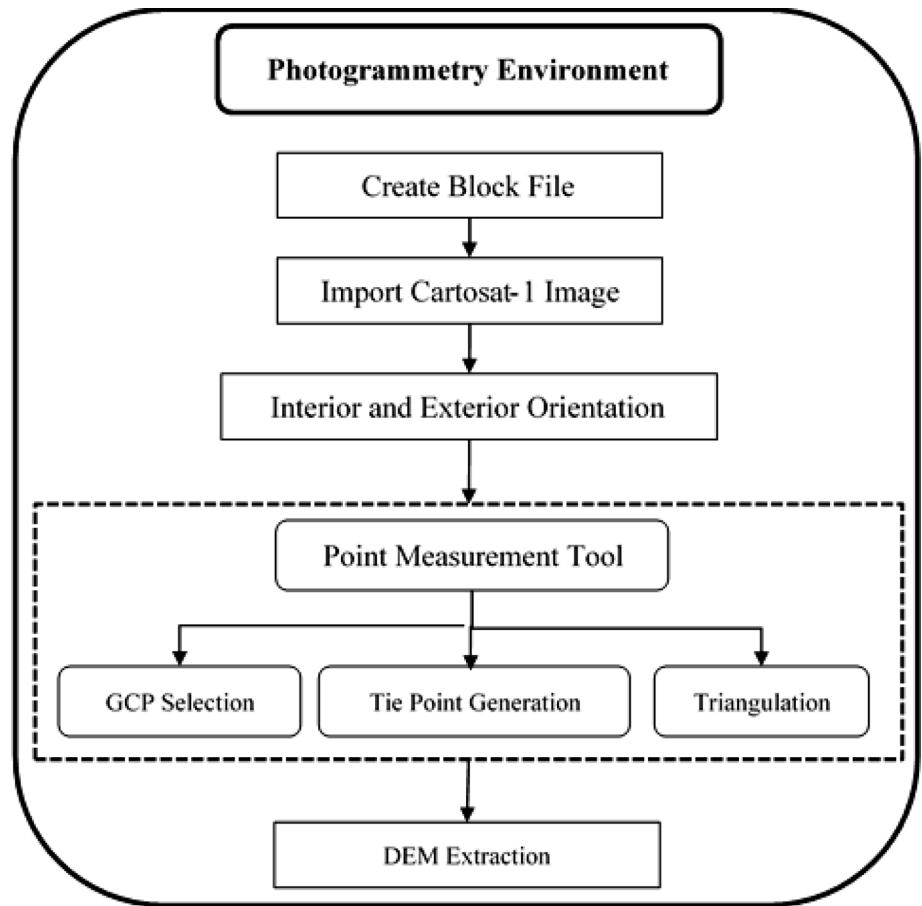 Photogrammetry Environment
Create Block File
Import Cartosat-1 Image
Interior and Exterior Orientation
Point Measurement Tool
GCP Selection
Tie Point Generation
Triangulation
DEM Extraction